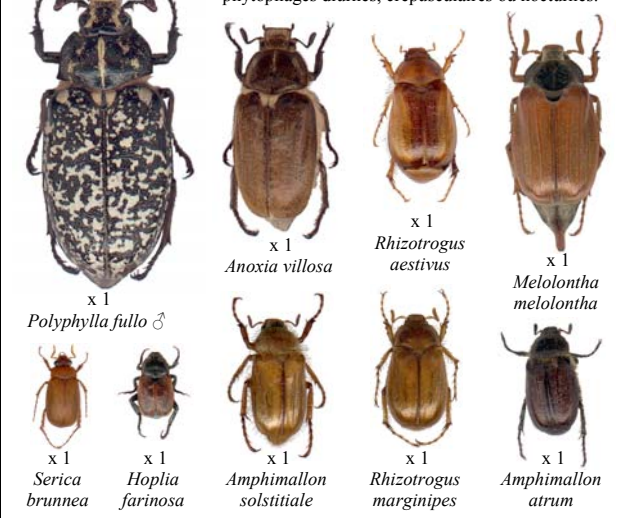 phytophages diurnes, crépusculaires ou nocturnes.
x 1
Polyphylla fullo ♂
x 1
Anoxia villosa
x 1
Rhizotrogus
aestivus
x 1
Melolontha
melolontha
x 1
Serica
brunnea
x 1
Hoplia
farinosa
x 1
Amphimallon
solstitiale
x 1
Rhizotrogus
marginipes
x 1
Amphimallon
atrum